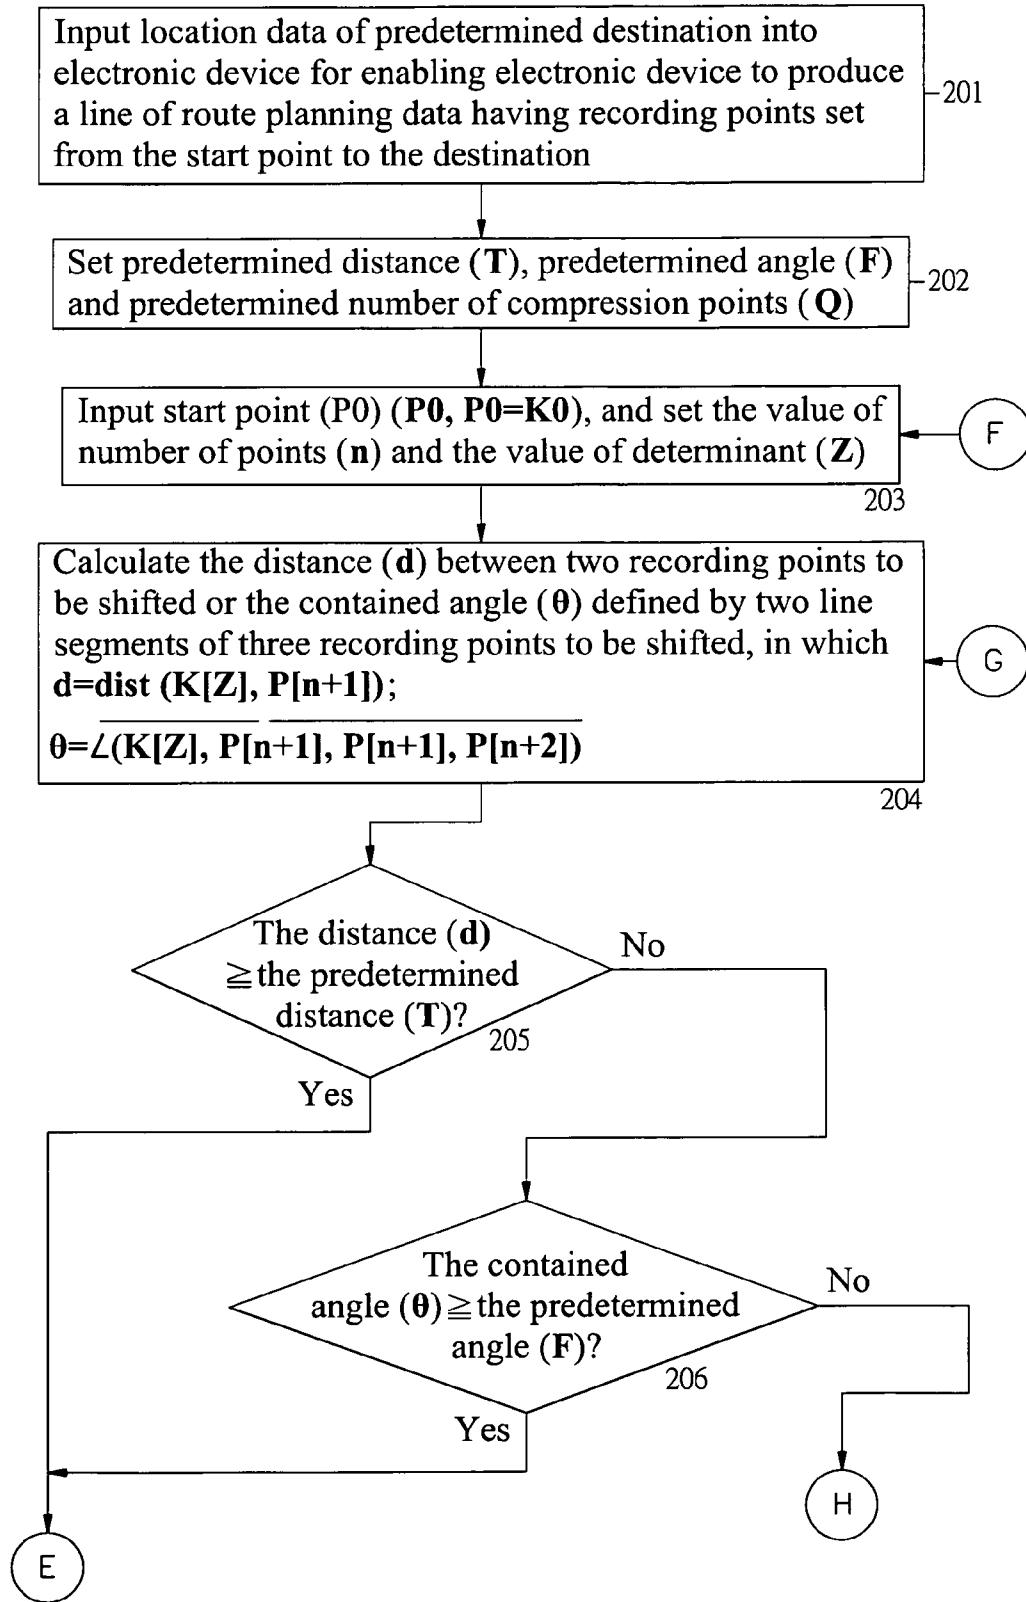 Input location data of predetermined destination into
electronic device for enabling electronic device to produce
a line of route planning data having recording points set
from the start point to the destination
201
Set predetermined distance (T), predetermined angle (F)
and predetermined number of compression points (Q)
202
Input start point (P0) (P0, P0=K0), and set the value of
number of points (n) and the value of determinant (Z)
F
203
Calculate the distance (d) between two recording points to
be shifted or the contained angle (θ) defined by two line
segments of three recording points to be shifted, in which
d=dist (K[Z], P[n+1]);
θ=∠(K[Z], P[n+1], P[n+1], P[n+2])
G
204
The distance (d)
≧the predetermined
distance (T)?
205
No
Yes
The contained
angle (θ)≧the predetermined
angle (F)?
206
No
Yes
H
E